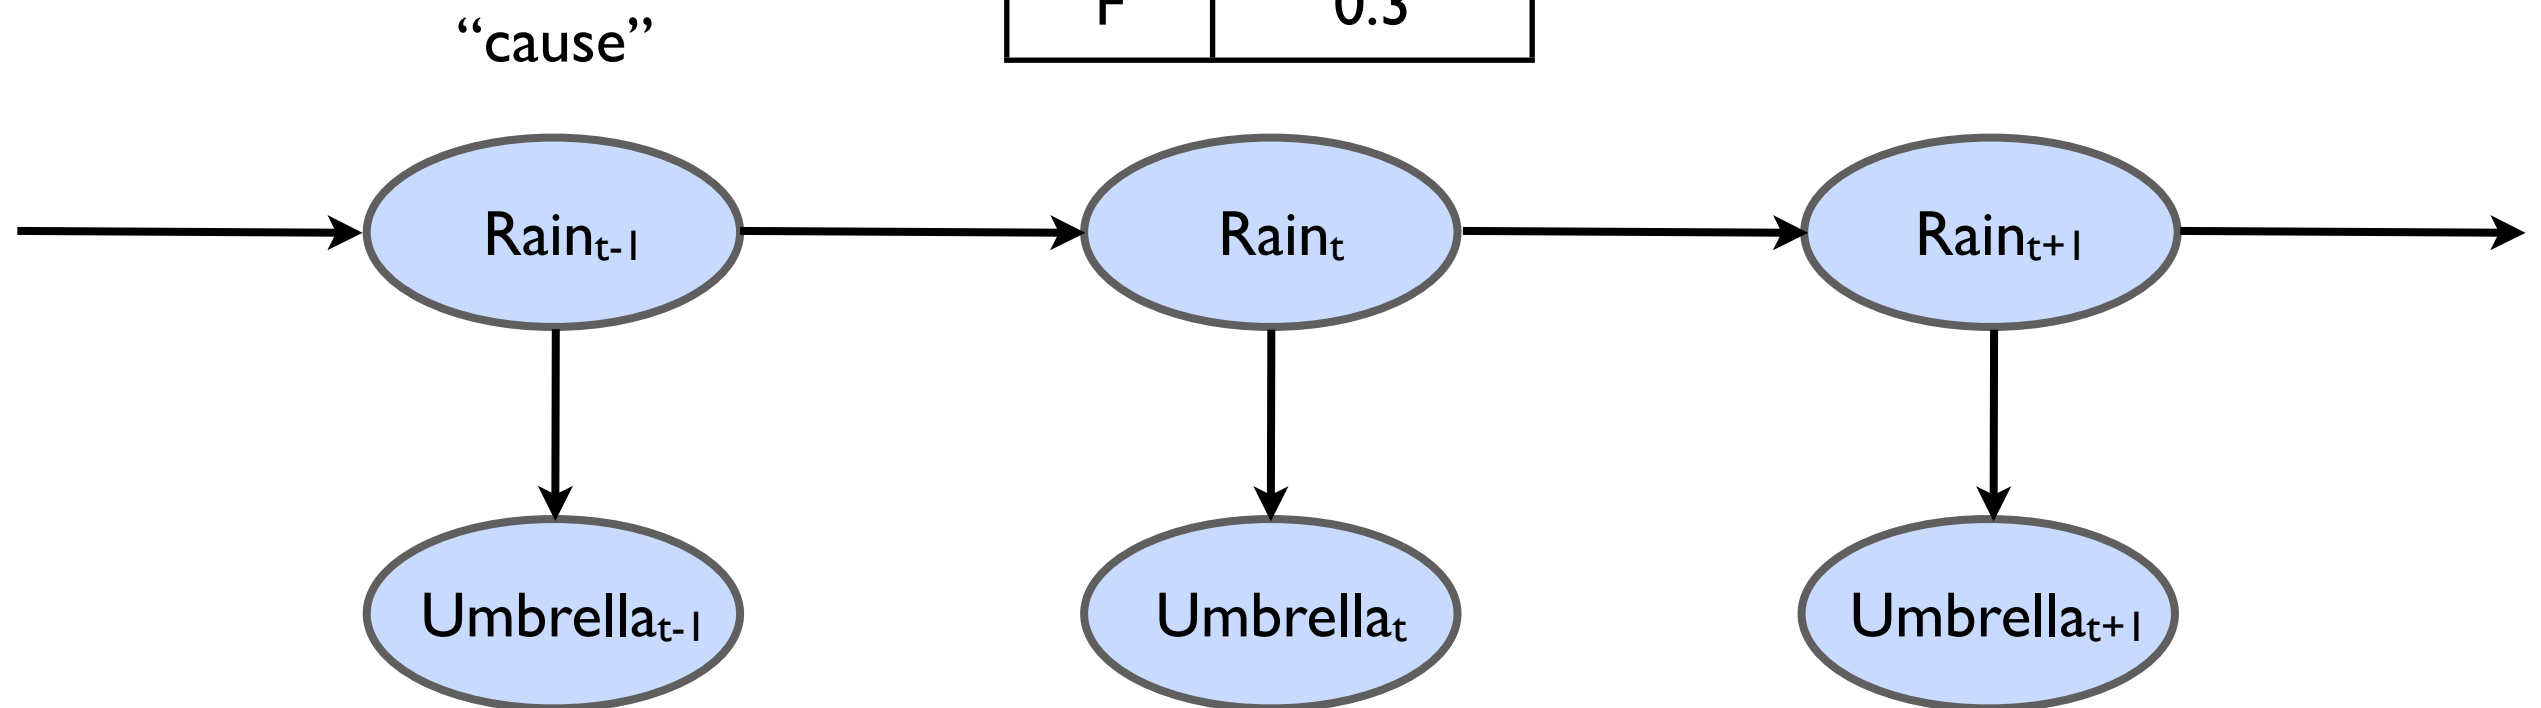 “cause”
F 0.3
Rainₜ₋₁ Rainₜ Rainₜ₊₁
Umbrellaₜ₋₁ Umbrellaₜ Umbrellaₜ₊₁